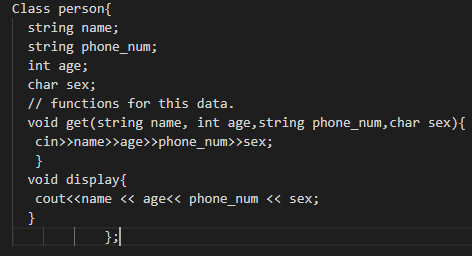 Class person{
string name;
string phone_num;
int age;
char sex;
// functions for this data.
void get(string name, int age,string phone_num,char sex){
cin>>name>>age>>phone_num>>sex;
}
void display{
cout<<name << age<< phone_num << sex;
}
};